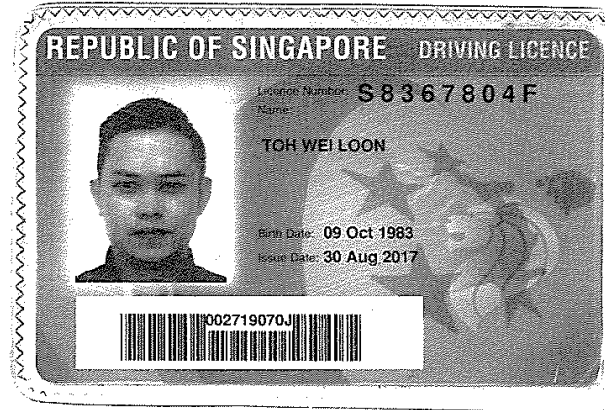 REPUBLIC OF SINGAPORE DRIVING LICENCE
Licence Number: S8367804F
Name:
TOH WEI LOON
Birth Date: 09 Oct 1983
Issue Date: 30 Aug 2017
002719070J